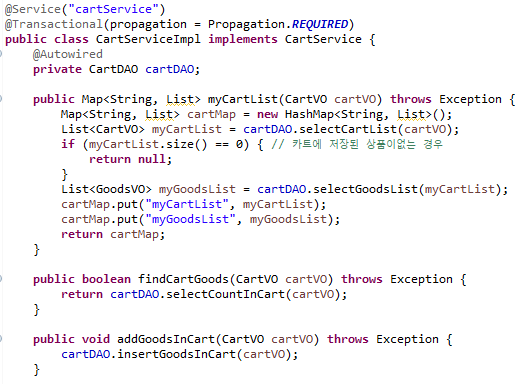 @Service("cartService")
@Transactional(propagation = Propagation.REQUIRED)
public class CartServiceImpl implements CartService {
    @Autowired
    private CartDAO cartDAO;

    public Map<String, List> myCartList(CartVO cartVO) throws Exception {
        Map<String, List> cartMap = new HashMap<String, List>();
        List<CartVO> myCartList = cartDAO.selectCartList(cartVO);
        if (myCartList.size() == 0) { // 카트에 저장된 상품이없는 경우
            return null;
        }
        List<GoodsVO> myGoodsList = cartDAO.selectGoodsList(myCartList);
        cartMap.put("myCartList", myCartList);
        cartMap.put("myGoodsList", myGoodsList);
        return cartMap;
    }

    public boolean findCartGoods(CartVO cartVO) throws Exception {
        return cartDAO.selectCountInCart(cartVO);
    }

    public void addGoodsInCart(CartVO cartVO) throws Exception {
        cartDAO.insertGoodsInCart(cartVO);
    }